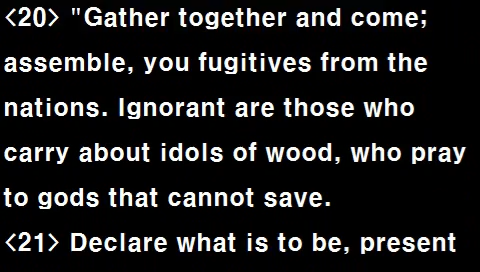 <20> "Gather together and come;
assemble, you fugitives from the
nations. Ignorant are those who
carry about idols of wood, who pray
to gods that cannot save.
<21> Declare what is to be, present